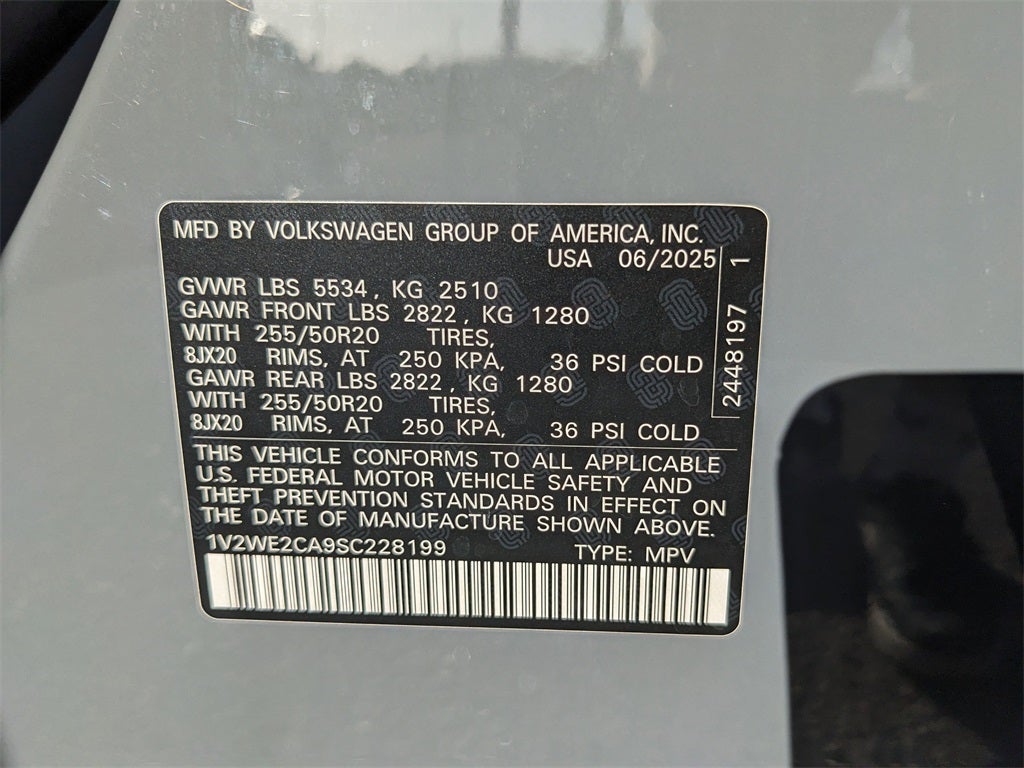 MFD BY VOLKSWAGEN GROUP OF AMERICA, INC.
USA 06/2025
GVWR LBS 5534, KG 2510
GAWR FRONT LBS 2822, KG 1280
WITH 255/50R20 TIRES,
8JX20 RIMS, AT 250 KPA, 36 PSI COLD
GAWR REAR LBS 2822, KG 1280
WITH 255/50R20 TIRES,
8JX20 RIMS, AT 250 KPA, 36 PSI COLD
2448197 1
THIS VEHICLE CONFORMS TO ALL APPLICABLE
U.S. FEDERAL MOTOR VEHICLE SAFETY AND
THEFT PREVENTION STANDARDS IN EFFECT ON
THE DATE OF MANUFACTURE SHOWN ABOVE.
1V2WE2CA9SC228199 TYPE: MPV